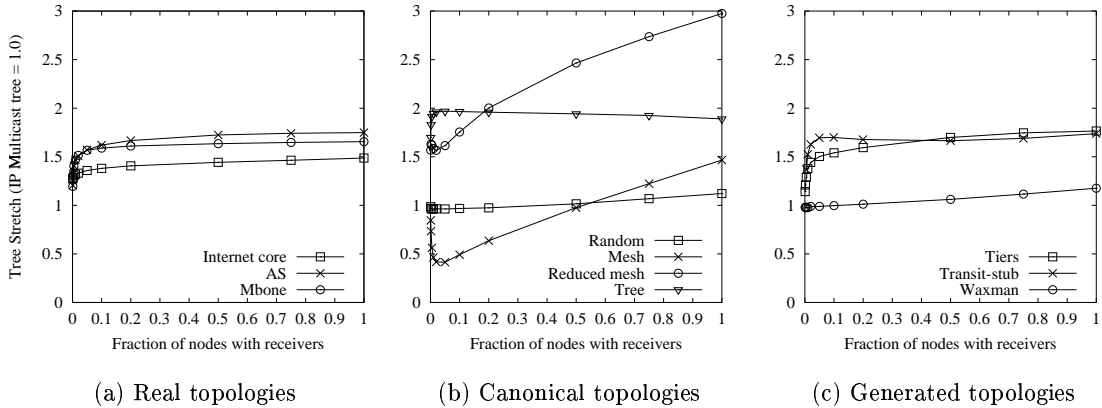 Tree Stretch (IP Multicast tree = 1.0)
3
2.5
2
1.5
1
0.5
0
0 0.1 0.2 0.3 0.4 0.5 0.6 0.7 0.8 0.9 1
Fraction of nodes with receivers
Internet core
AS
Mbone
(a) Real topologies
3
2.5
2
1.5
1
0.5
0
0 0.1 0.2 0.3 0.4 0.5 0.6 0.7 0.8 0.9 1
Fraction of nodes with receivers
Random
Mesh
Reduced mesh
Tree
(b) Canonical topologies
3
2.5
2
1.5
1
0.5
0
0 0.1 0.2 0.3 0.4 0.5 0.6 0.7 0.8 0.9 1
Fraction of nodes with receivers
Tiers
Transit-stub
Waxman
(c) Generated topologies